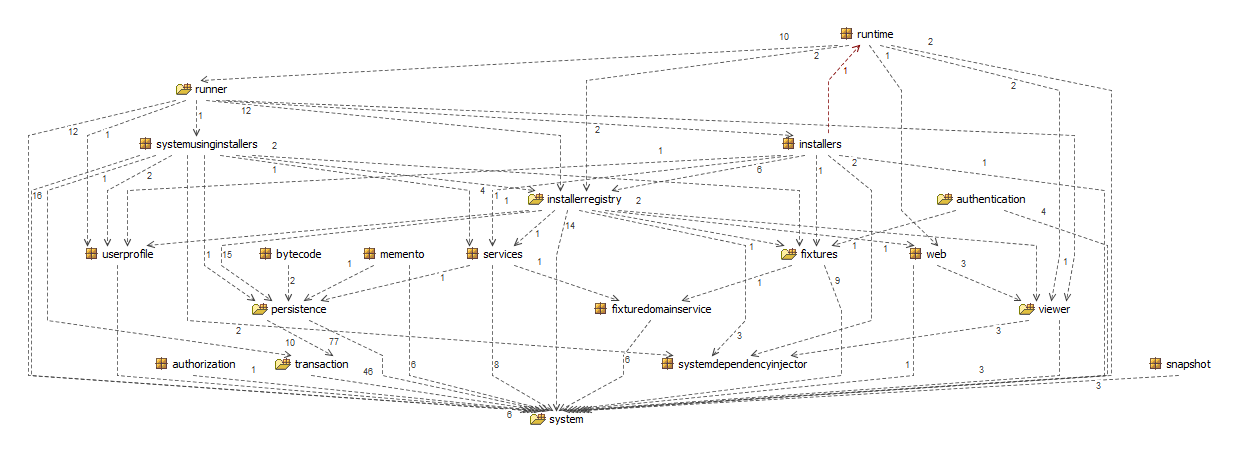 runtime
10 2 1 2
2
1 2
runner
12 1 1 12 2
systemusinginstallers installers
16 1 2 2 1 1 6 1 2 1
4 1 1 2
installerregistry authentication
14 4
1 15 1 1 1 1 1
userprofile bytecode memento services fixtures web
2 1 1 1 9 3 1
persistence fixturedomainservice viewer
2 10 77 3 3
authorization transaction systemdependencyinjector snapshot
1 46 6 8 6 1 3 3
6
system